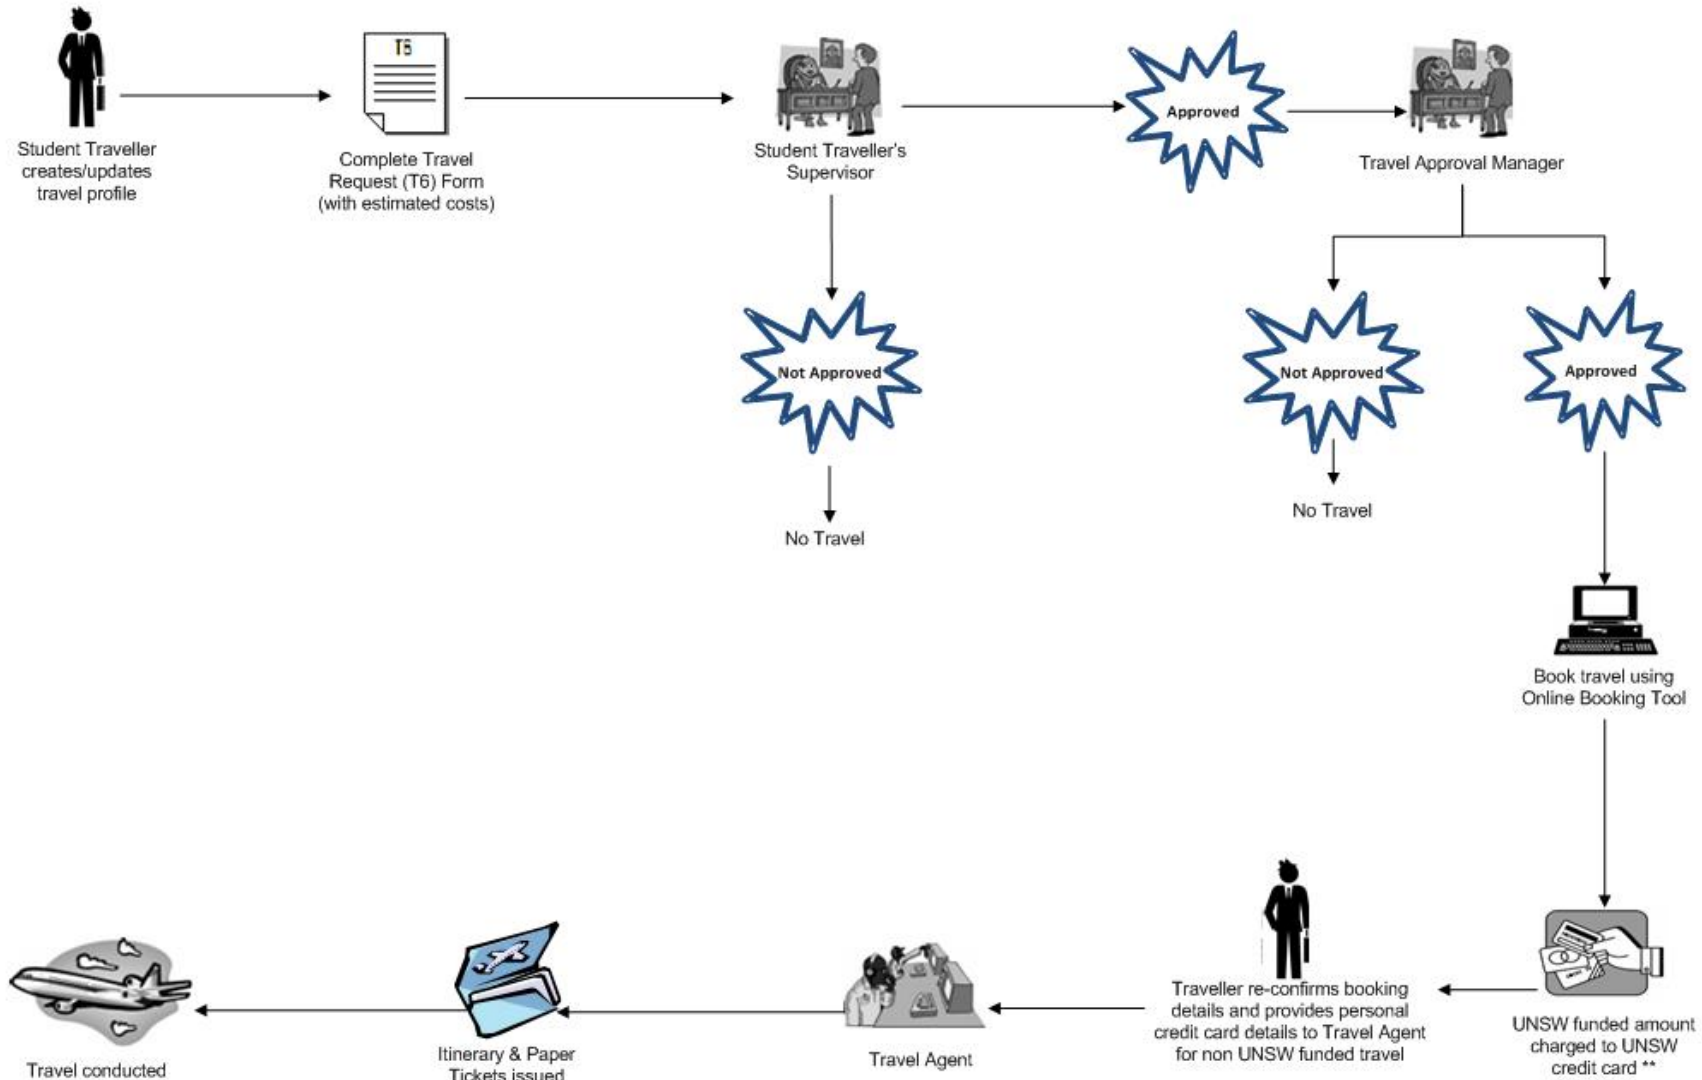 T6
Student Traveller
creates/updates
travel profile
Complete Travel
Request (T6) Form
(with estimated costs)
Student Traveller's
Supervisor
Approved
Travel Approval Manager
Not Approved
No Travel
Not Approved
No Travel
Approved
Book travel using
Online Booking Tool
UNSW funded amount
charged to UNSW
credit card **
Traveller re-confirms booking
details and provides personal
credit card details to Travel Agent
for non UNSW funded travel
Travel Agent
Itinerary & Paper
Tickets issued
Travel conducted